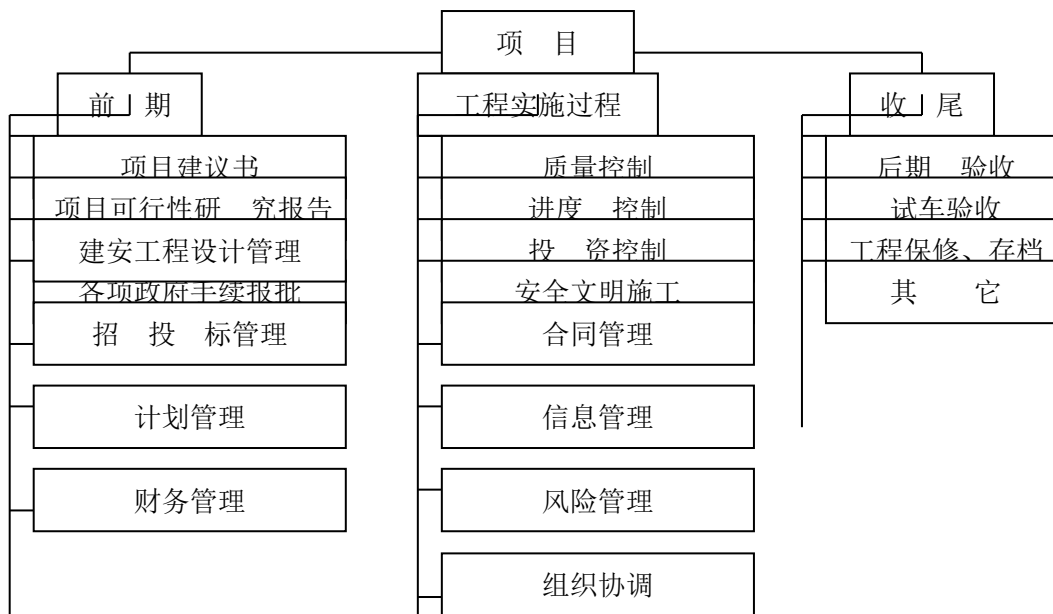 项 目
前 期
项目建议书
项目可行性研 究报告
建安工程设计管理
各项政府手续报批
招 投 标管理
计划管理
财务管理
工程实施过程
质量控制
进度 控制
投 资控制
安全文明施工
合同管理
信息管理
风险管理
组织协调
收 尾
后期 验收
试车验收
工程保修、存档
其 它